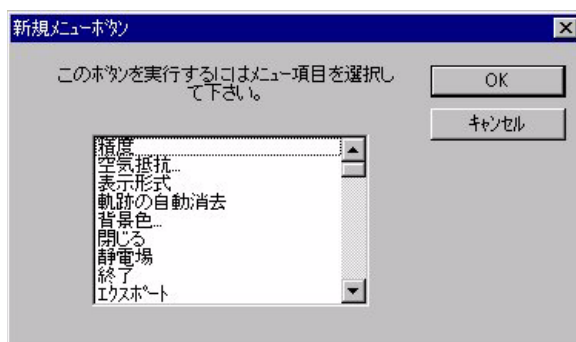 新規メニューボタン
このボタンを実行するにはメニュー項目を選択し
て下さい。
OK
キャンセル
精度
空気抵抗...
表示形式
軌跡の自動消去
背景色...
閉じる
静電場
終了
エクスポート